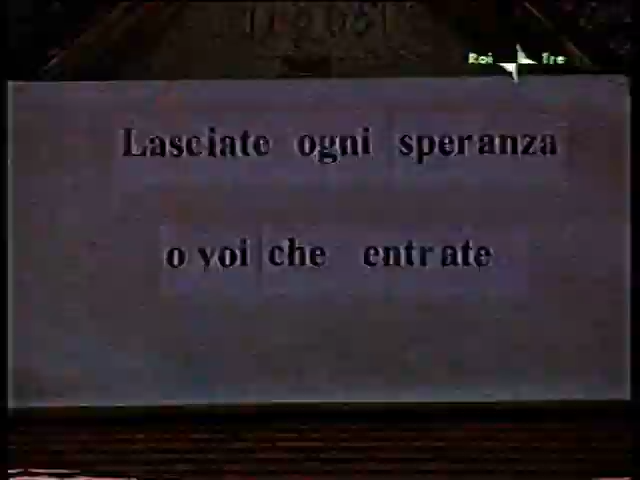 Rai Tre
Lasciate ogni speranza
o voi che entrate